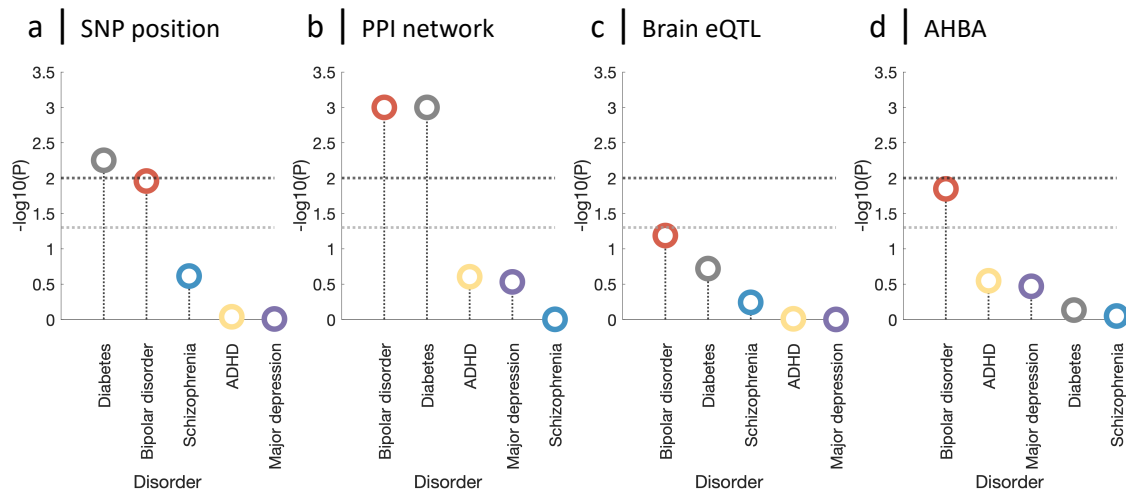 a SNP position
-log10(P)
3.5
3
2.5
2
1.5
1
0.5
0
Diabetes
Bipolar disorder
Schizophrenia
ADHD
Major depression
Disorder
b PPI network
-log10(P)
3.5
3
2.5
2
1.5
1
0.5
0
Bipolar disorder
Diabetes
ADHD
Major depression
Schizophrenia
Disorder
c Brain eQTL
-log10(P)
3.5
3
2.5
2
1.5
1
0.5
0
Bipolar disorder
Diabetes
Schizophrenia
ADHD
Major depression
Disorder
d AHBA
-log10(P)
3.5
3
2.5
2
1.5
1
0.5
0
Bipolar disorder
ADHD
Major depression
Diabetes
Schizophrenia
Disorder